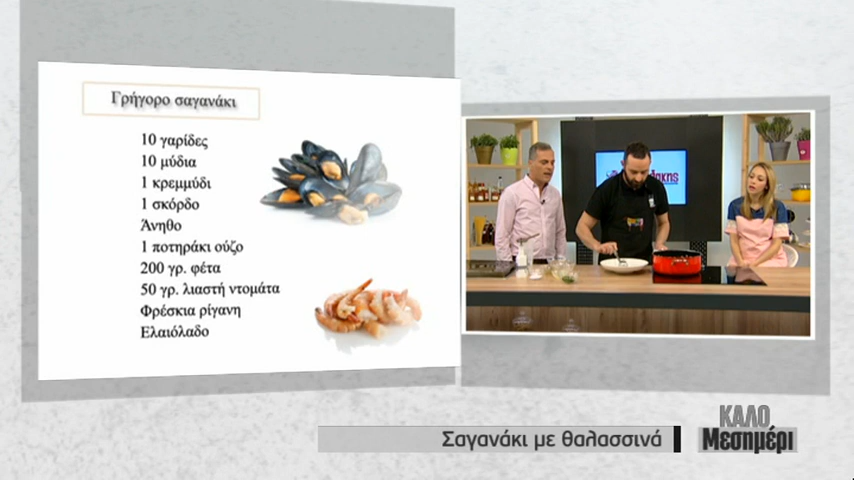 Γρήγορο σαγανάκι
10 γαρίδες
10 μύδια
1 κρεμμύδι
1 σκόρδο
Άνηθο
1 ποτηράκι ούζο
200 γρ. φέτα
50 γρ. λιαστή ντομάτα
Φρέσκια ρίγανη
Ελαιόλαδο
Σαγανάκι με θαλασσινά
ΚΑΛΟ
Μεσημέρι